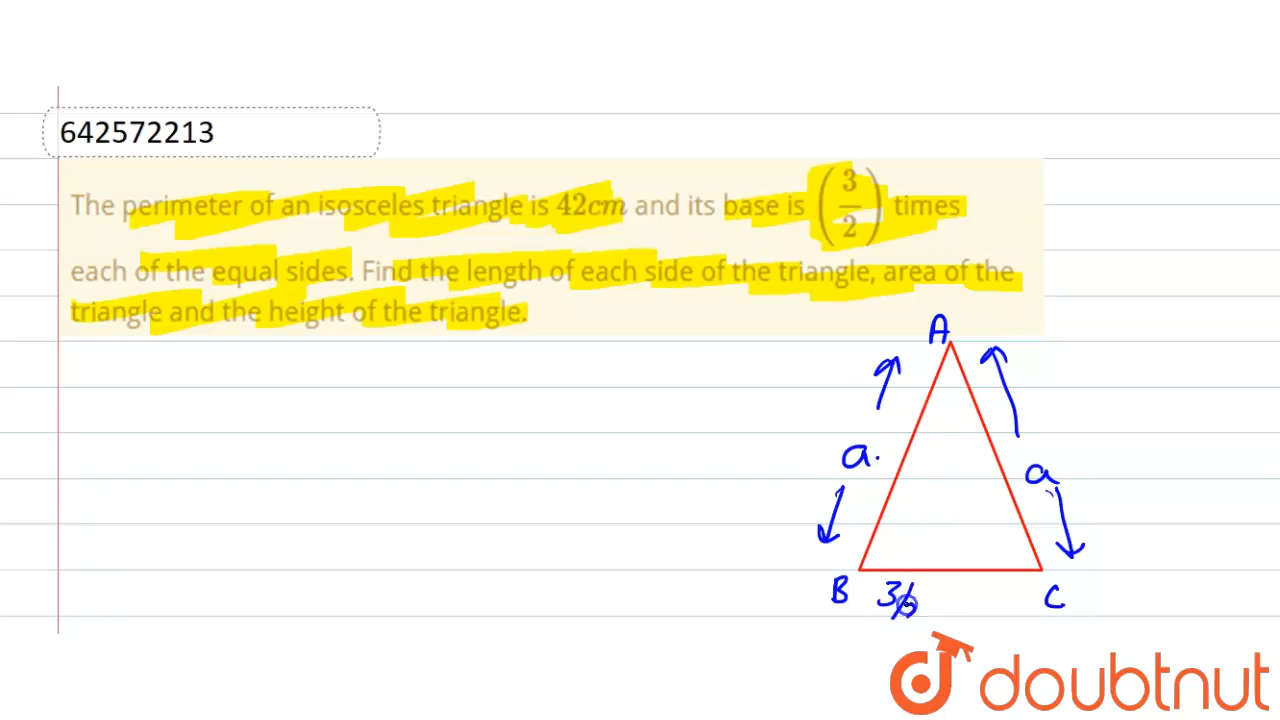 642572213
The perimeter of an isosceles triangle is 42cm and its base is (3/2) times
each of the equal sides. Find the length of each side of the triangle, area of the
triangle and the height of the triangle.
A
a.
a
B 3/ C
doubtnut